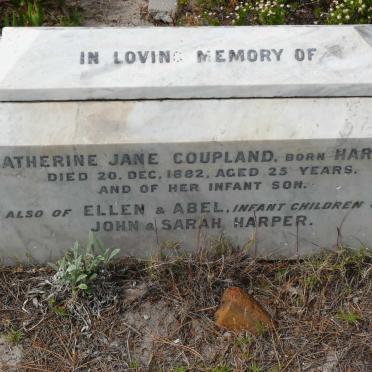 IN LOVING MEMORY OF
ATHERINE JANE COUPLAND, BORN HAR
DIED 20. DEC. 1882, AGED 25 YEARS.
AND OF HER INFANT SON.
ALSO OF ELLEN & ABEL, INFANT CHILDREN
JOHN & SARAH HARPER.